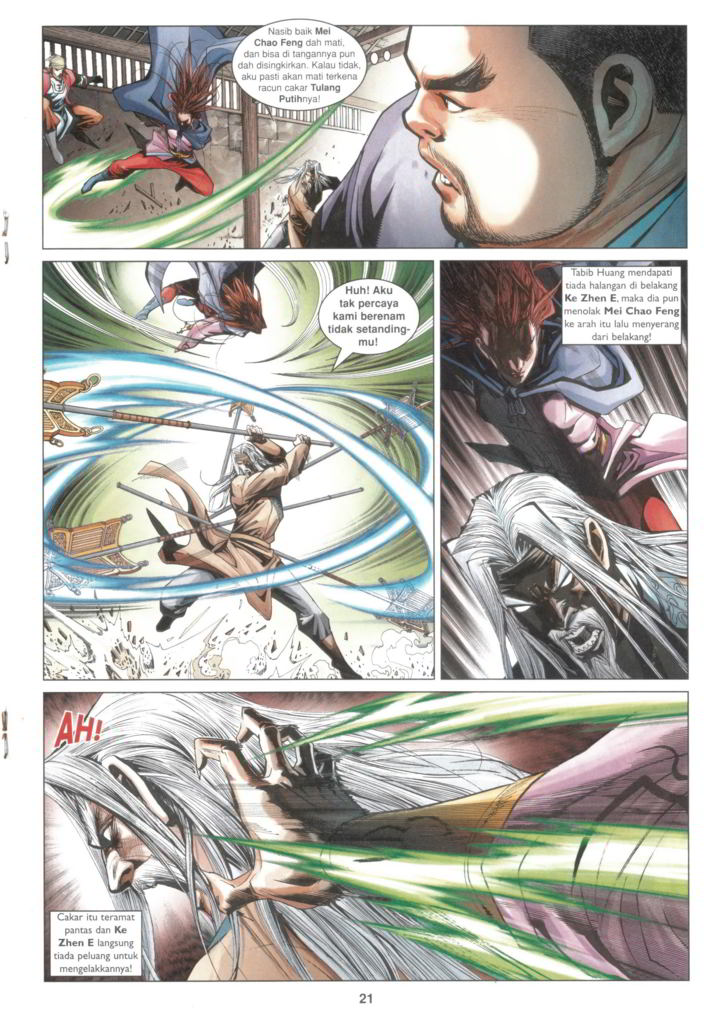 Nasib baik Mei
Chao Feng dah mati,
dan bisa di tangannya pun
dah disingkirkan. Kalau tidak,
aku pasti akan mati terkena
racun cakar Tulang
Putihnya!
Huh! Aku
tak percaya
kami berenam
tidak setanding-
mu!
Tabib Huang mendapati
tiada halangan di belakang
Ke Zhen E, maka dia pun
menolak Mei Chao Feng
ke arah itu lalu menyerang
dari belakang!
AH!
Cakar itu teramat
pantas dan Ke
Zhen E langsung
tiada peluang untuk
mengelakkannya!
21